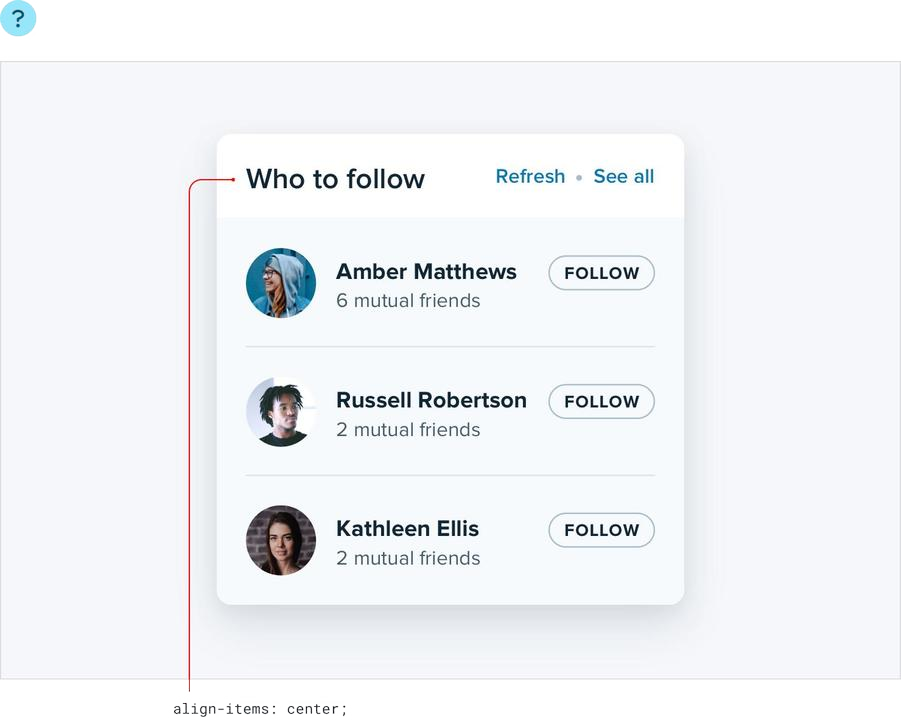 ?
Who to follow
Refresh • See all
Amber Matthews
FOLLOW
6 mutual friends
Russell Robertson
FOLLOW
2 mutual friends
Kathleen Ellis
FOLLOW
2 mutual friends
align-items: center;